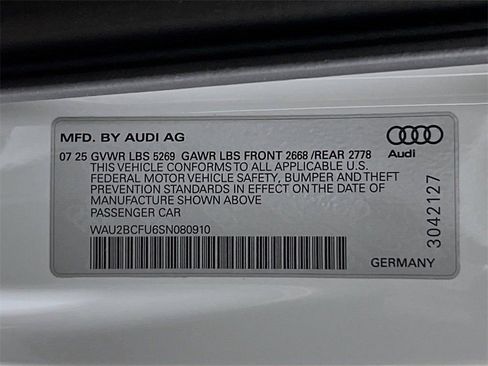 MFD. BY AUDI AG
07 25 GVWR LBS 5269 GAWR LBS FRONT 2668 /REAR 2778
THIS VEHICLE CONFORMS TO ALL APPLICABLE U.S.
FEDERAL MOTOR VEHICLE SAFETY, BUMPER AND THEFT
PREVENTION STANDARDS IN EFFECT ON THE DATE OF
MANUFACTURE SHOWN ABOVE
PASSENGER CAR
WAU2BCFU6SN080910
Audi
3042127
GERMANY